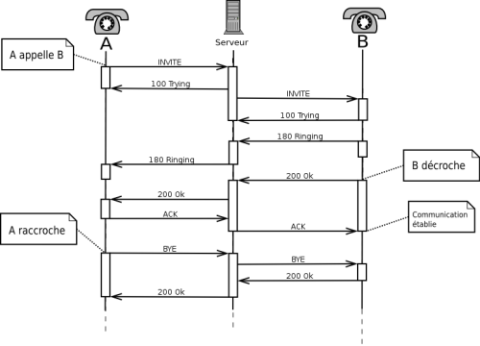 A
Serveur
B
A appelle B
INVITE
100 Trying
INVITE
100 Trying
180 Ringing
180 Ringing
200 Ok
B décroche
200 Ok
ACK
Communication
établie
ACK
A raccroche
BYE
BYE
200 Ok
200 Ok